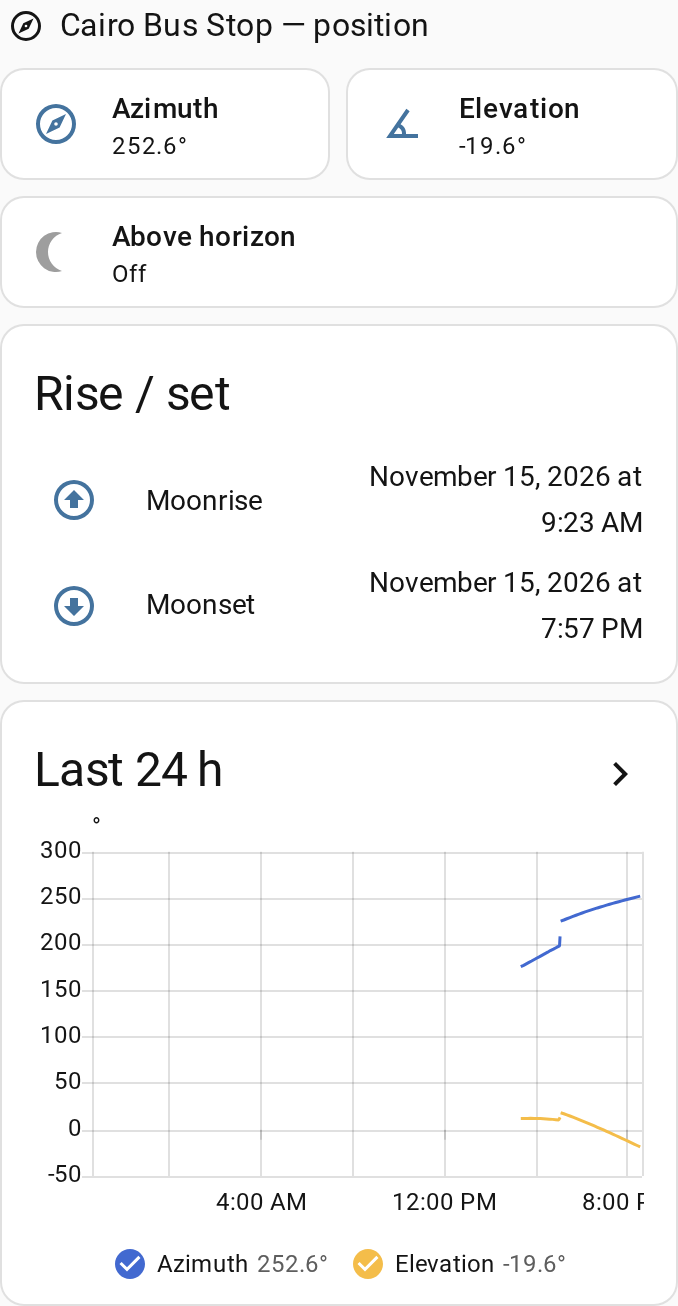 Cairo Bus Stop — position
Azimuth
252.6°
Elevation
-19.6°
Above horizon
Off
Rise / set
Moonrise
November 15, 2026 at
9:23 AM
Moonset
November 15, 2026 at
7:57 PM
Last 24 h
°
300
250
200
150
100
50
0
-50
4:00 AM
12:00 PM
8:00 P
Azimuth 252.6°
Elevation -19.6°